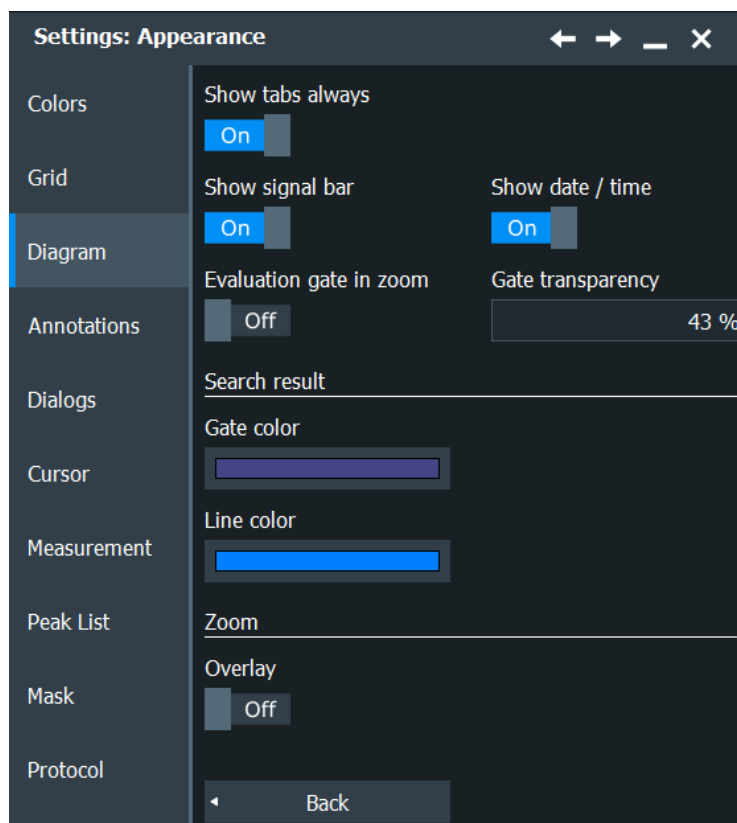 Settings: Appearance
Colors
Grid
Diagram
Annotations
Dialogs
Cursor
Measurement
Peak List
Mask
Protocol
Show tabs always
On
Show signal bar
Show date / time
On
On
Evaluation gate in zoom
Gate transparency
Off
43 %
Search result
Gate color
Line color
Zoom
Overlay
Off
Back